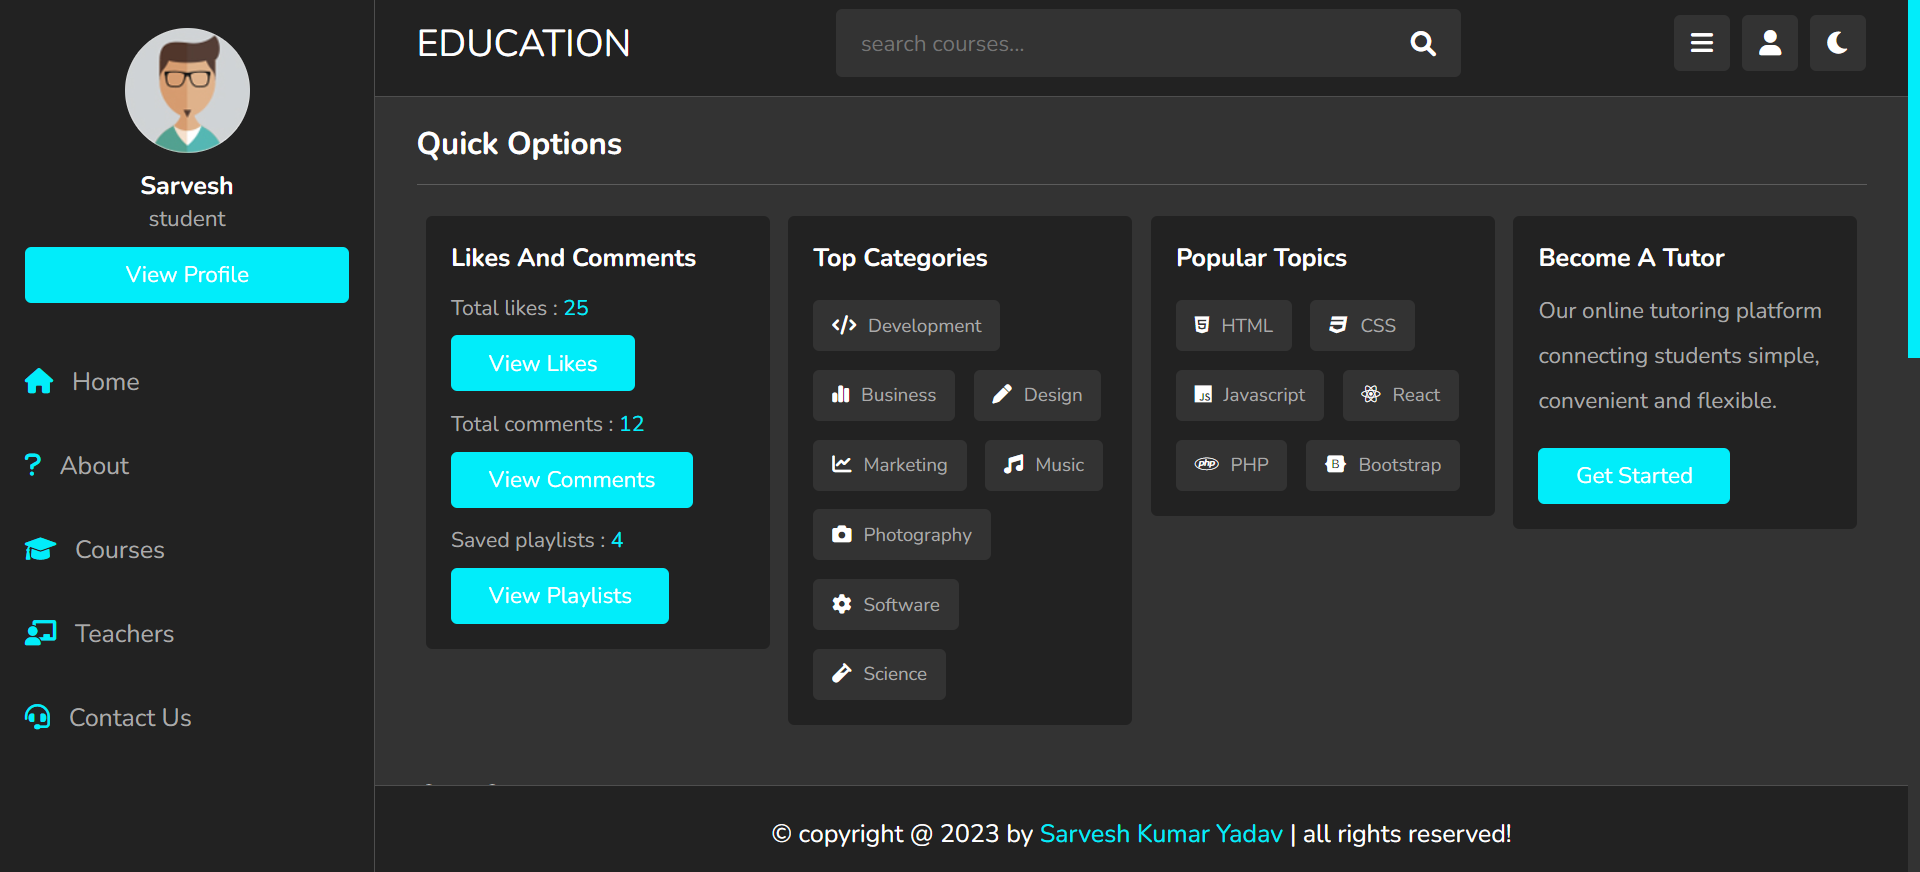 Sarvesh
student
View Profile
Home
About
Courses
Teachers
Contact Us
EDUCATION
search courses...
Quick Options
Likes And Comments
Total likes : 25
View Likes
Total comments : 12
View Comments
Saved playlists : 4
View Playlists
Top Categories
Development
Business
Design
Marketing
Music
Photography
Software
Science
Popular Topics
HTML
CSS
JS Javascript
React
php PHP
B Bootstrap
Become A Tutor
Our online tutoring platform
connecting students simple,
convenient and flexible.
Get Started
© copyright @ 2023 by Sarvesh Kumar Yadav | all rights reserved!